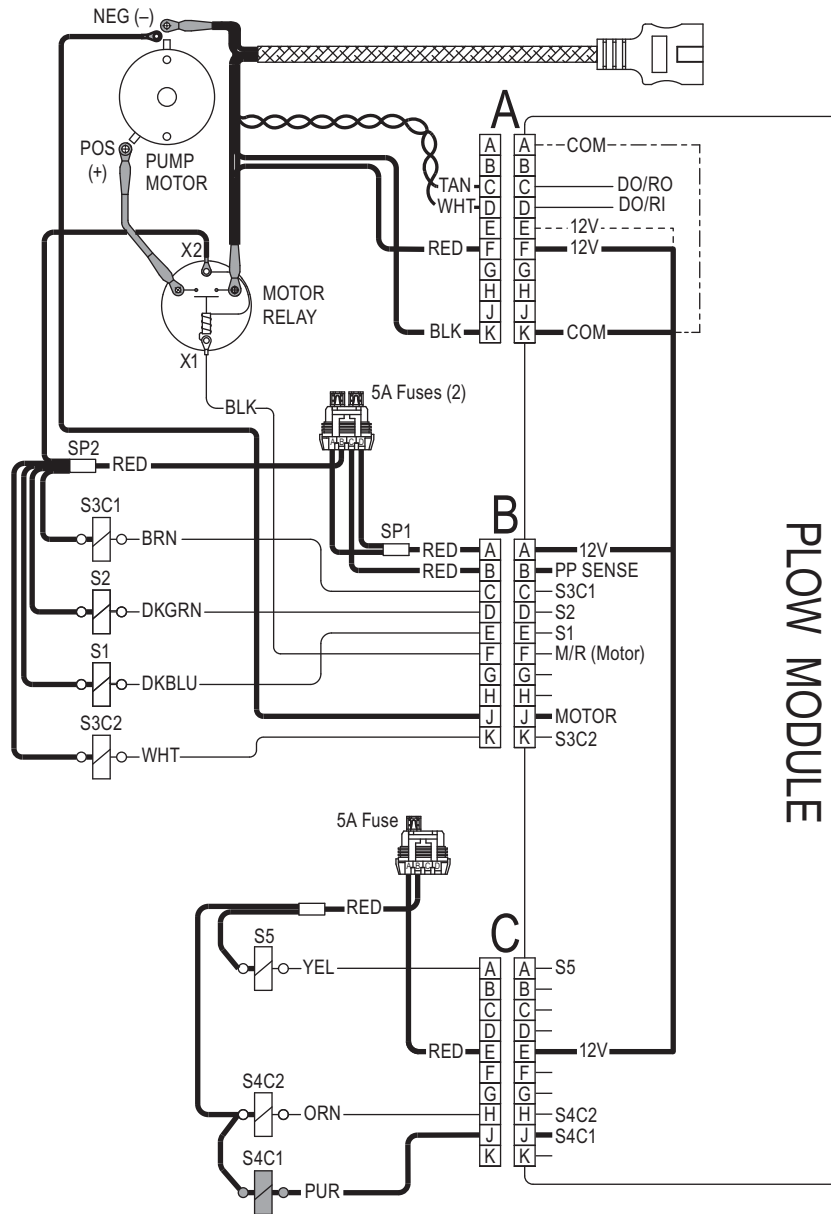 NEG (–)
POS
(+)
PUMP
MOTOR
X2
MOTOR
RELAY
X1
BLK
A
A
B
C
D
E
F
G
H
J
K
TAN
WHT
RED
BLK
A
B
C
D
E
F
G
H
J
K
COM
DO/RO
DO/RI
12V
12V
COM
5A Fuses (2)
A B C D
SP2
RED
SP1
RED
RED
S3C1
BRN
S2
DKGRN
S1
DKBLU
S3C2
WHT
B
A
B
C
D
E
F
G
H
J
K
A
B
C
D
E
F
G
H
J
K
12V
PP SENSE
S3C1
S2
S1
M/R (Motor)
MOTOR
S3C2
PLOW MODULE
5A Fuse
A B C D
RED
S5
YEL
RED
S4C2
ORN
S4C1
PUR
C
A
B
C
D
E
F
G
H
J
K
A
B
C
D
E
F
G
H
J
K
S5
12V
S4C2
S4C1